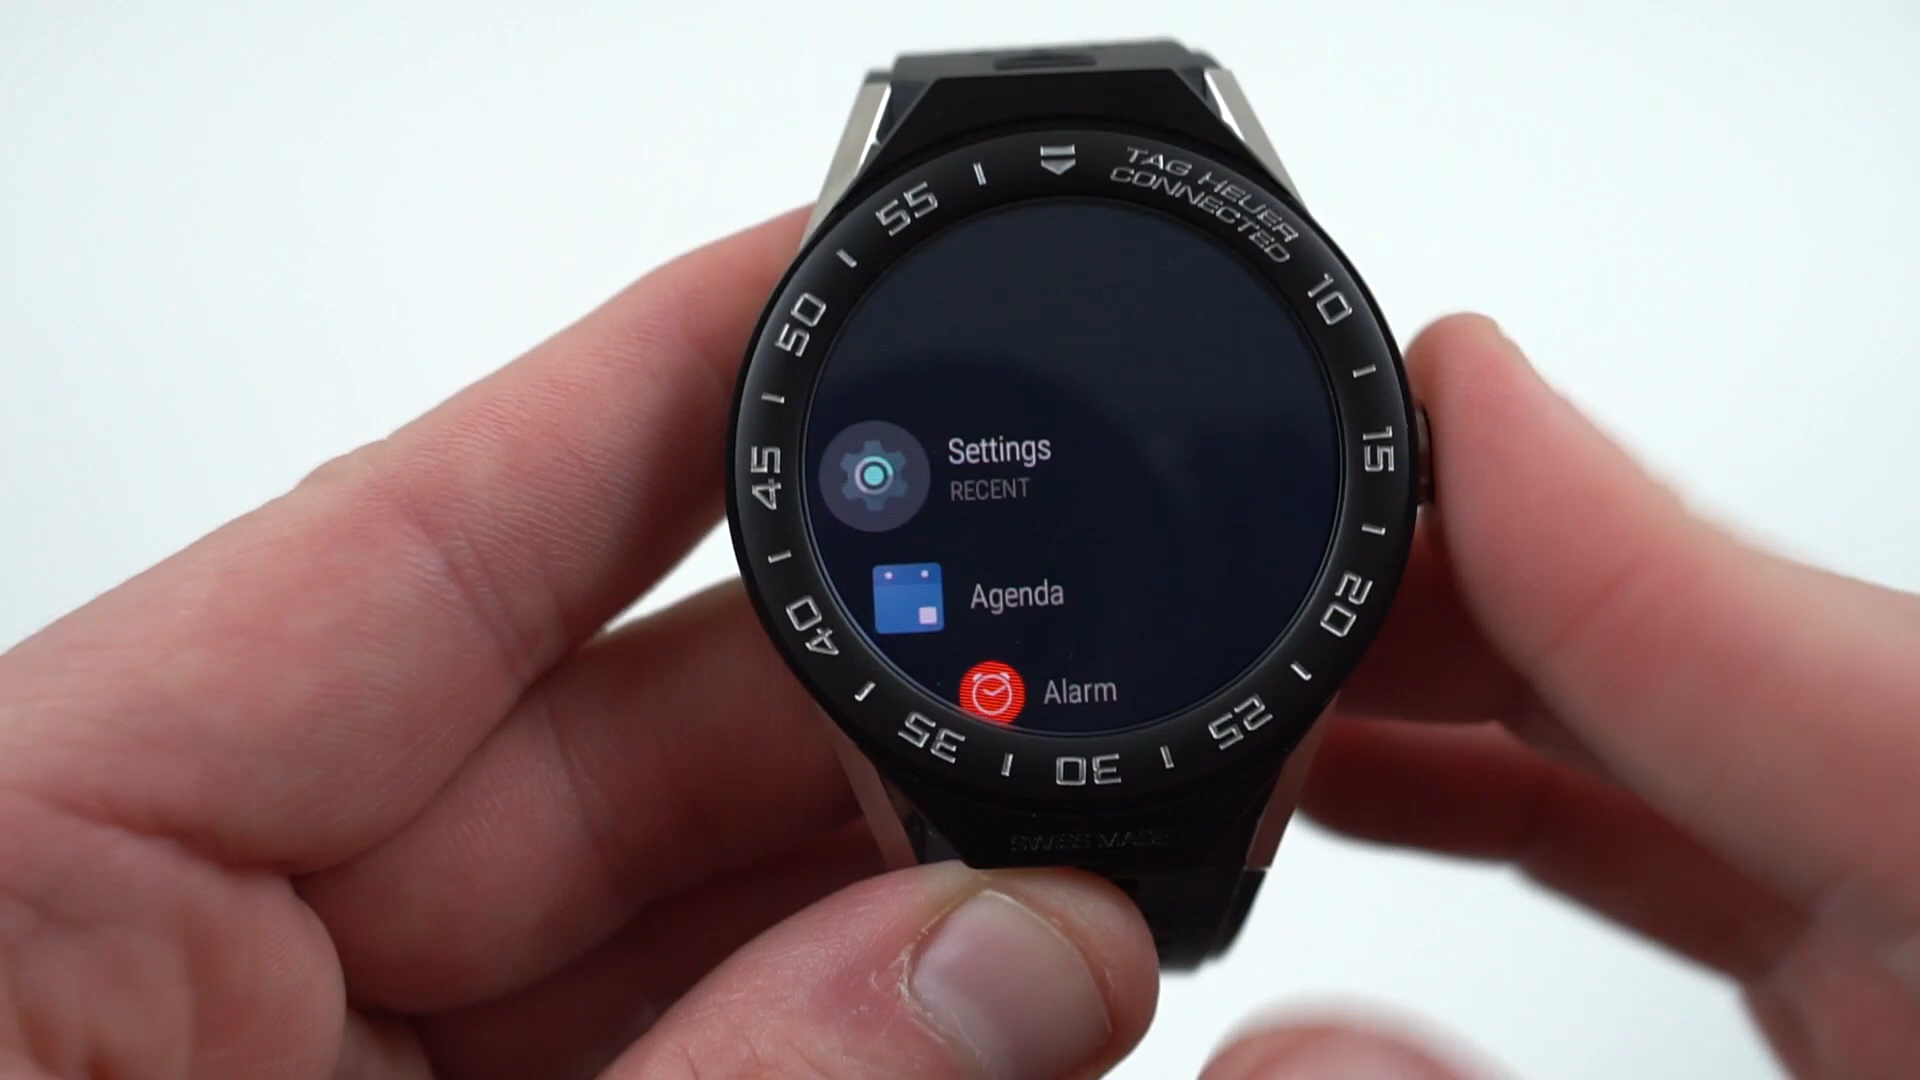 TAG HEUER
CONNECTED
10
15
20
25
30
35
40
45
50
55
Settings
RECENT
Agenda
Alarm
SWISS MADE